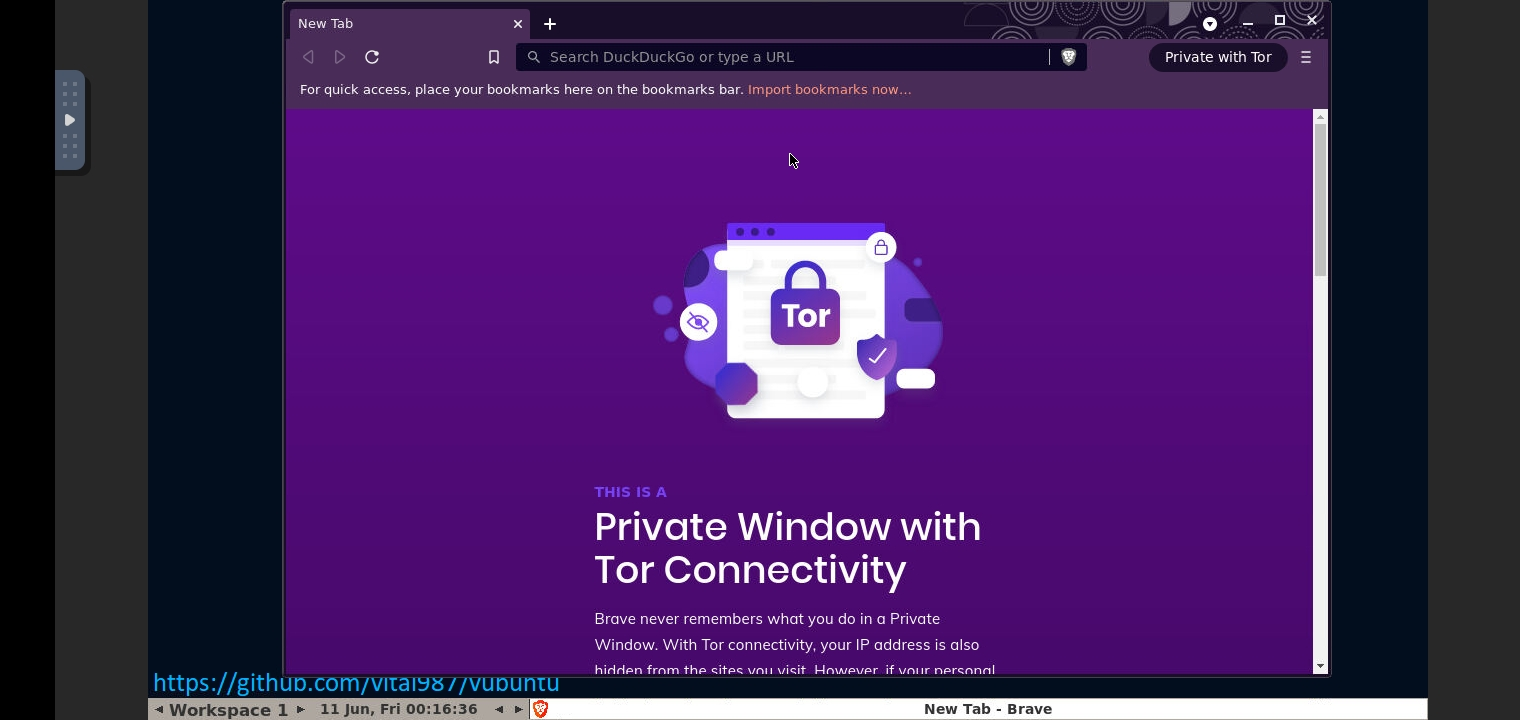 New Tab
Search DuckDuckGo or type a URL
Private with Tor
For quick access, place your bookmarks here on the bookmarks bar. Import bookmarks now...
Tor
THIS IS A
Private Window with
Tor Connectivity
Brave never remembers what you do in a Private
Window. With Tor connectivity, your IP address is also
hidden from the sites you visit. However, if your personal
https://github.com/vital987/vubuntu
Workspace 1 11 Jun, Fri 00:16:36 New Tab - Brave